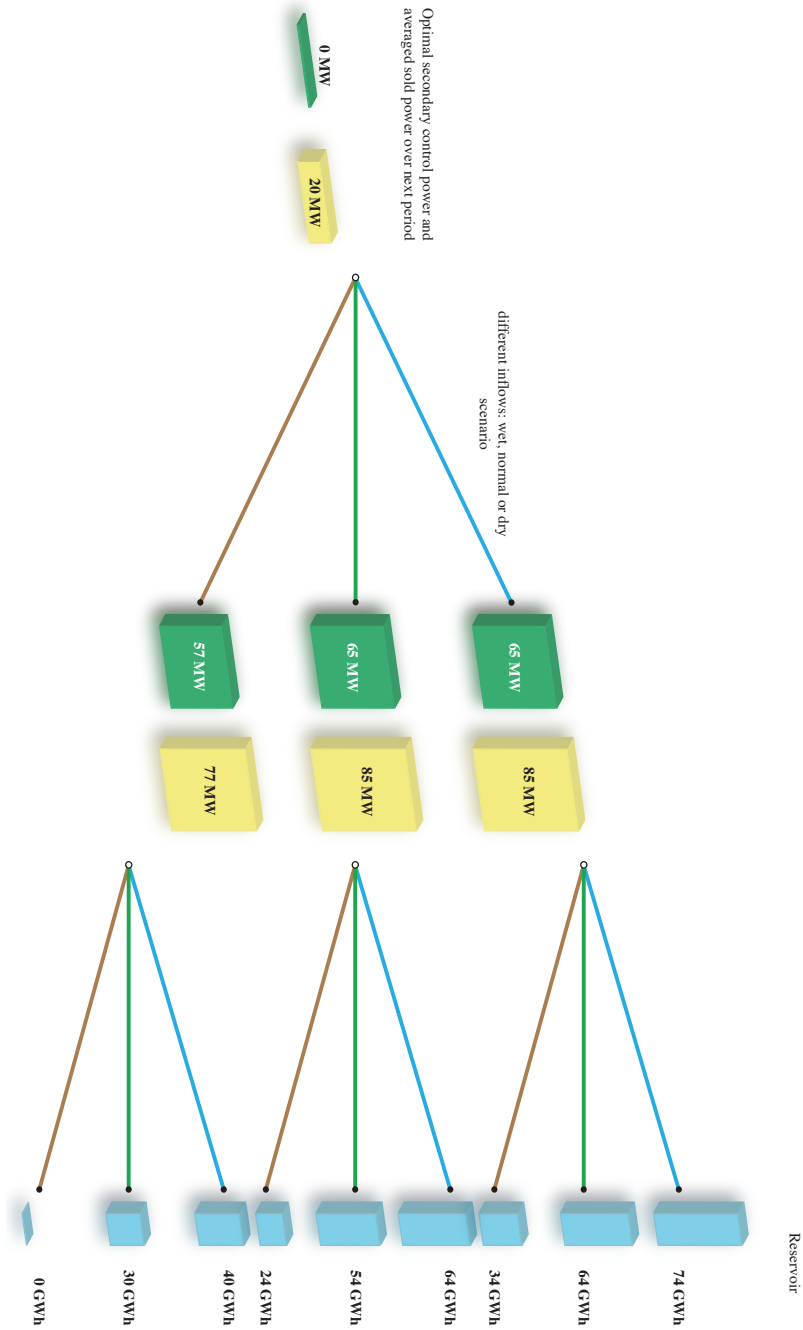 Optimal secondary control power and
averaged sold power over next period
0 MW
20 MW
different inflows: wet, normal or dry
scenario
65 MW
85 MW
65 MW
85 MW
57 MW
77 MW
Reservoir
74 GWh
64 GWh
34 GWh
64 GWh
54 GWh
24 GWh
40 GWh
30 GWh
0 GWh